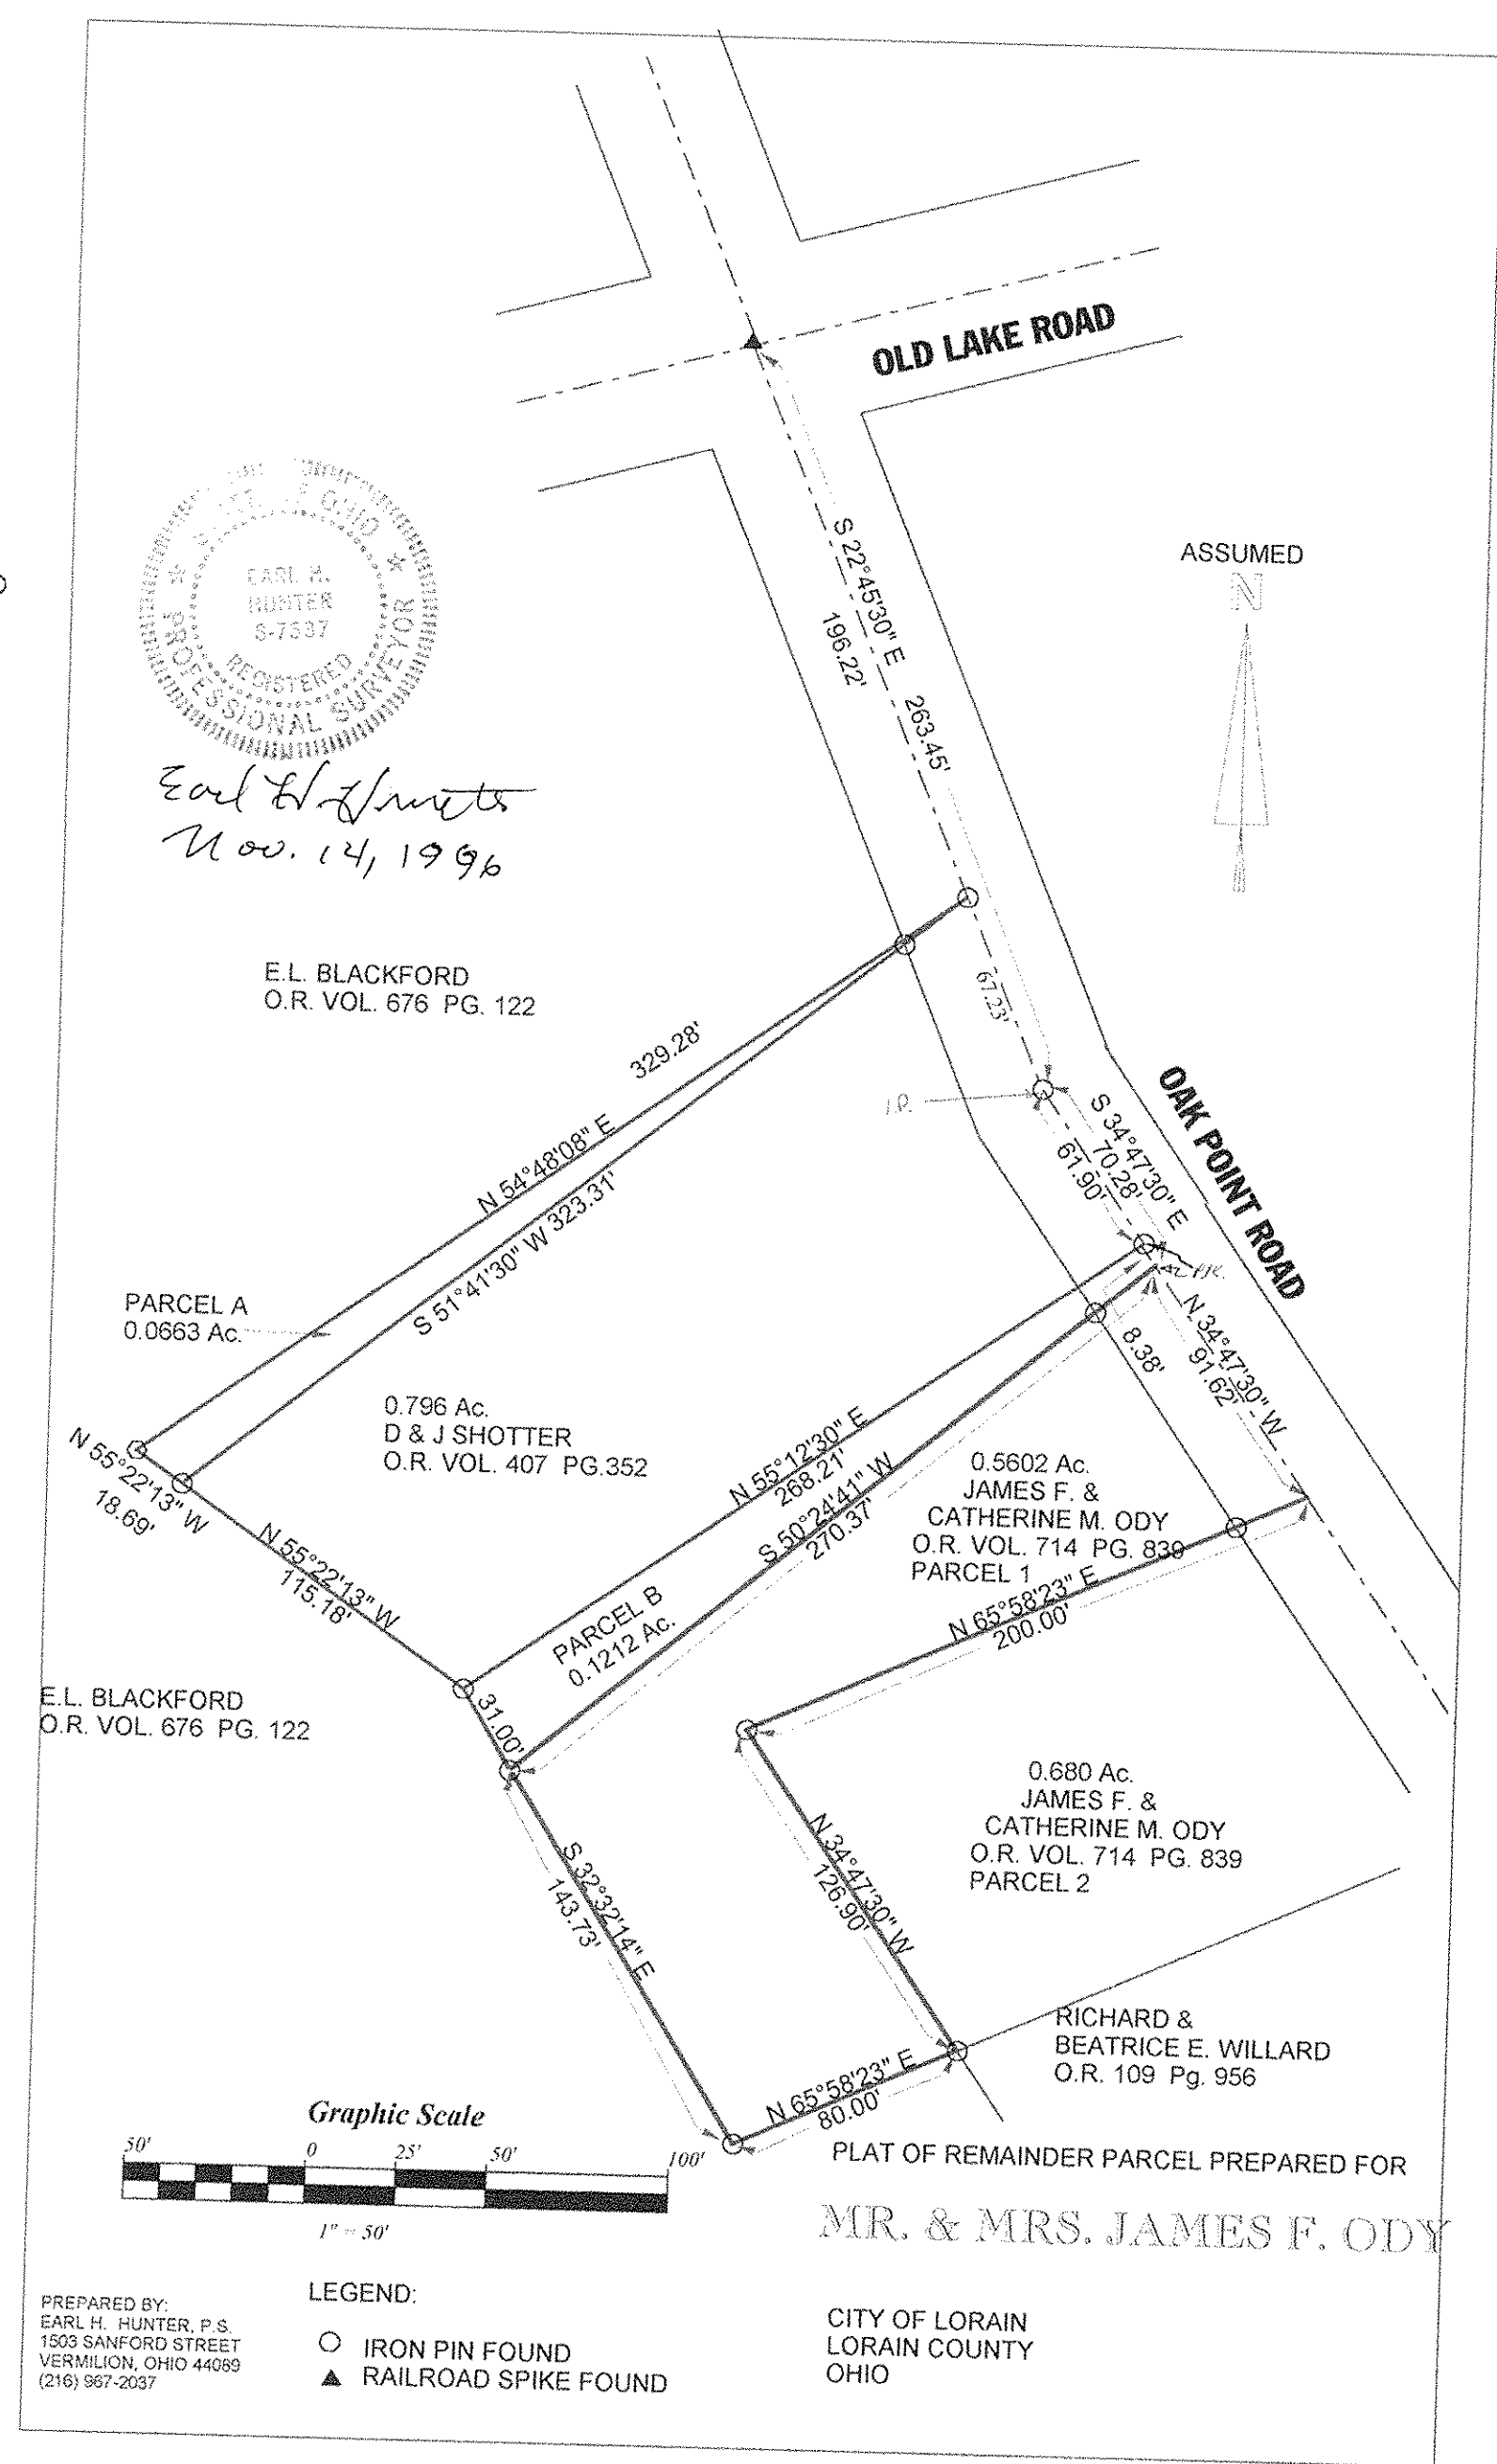 OLD LAKE ROAD
STATE OF OHIO
EARL H.
HUNTER
S-7587
REGISTERED
PROFESSIONAL SURVEYOR
Earl H Hunter
Nov. 14, 1996
ASSUMED
N
S 22°45'30" E 263.45'
196.22'
E.L. BLACKFORD
O.R. VOL. 676 PG. 122
67.23'
329.28'
N 54°48'08" E
S 51°41'30" W 323.31'
I.P.
S 34°47'30" E
70.28'
61.90'
OAK POINT ROAD
PARCEL A
0.0663 Ac.
8.38'
N 34°47'30" W
91.62'
0.796 Ac.
D & J SHOTTER
O.R. VOL. 407 PG.352
N 55°22'13" W
18.69'
N 55°22'13" W
115.18'
N 55°12'30" E
268.21'
S 50°24'41" W
270.37'
0.5602 Ac.
JAMES F. &
CATHERINE M. ODY
O.R. VOL. 714 PG. 839
PARCEL 1
PARCEL B
0.1212 Ac.
N 65°58'23" E
200.00'
31.00'
E.L. BLACKFORD
O.R. VOL. 676 PG. 122
0.680 Ac.
JAMES F. &
CATHERINE M. ODY
O.R. VOL. 714 PG. 839
PARCEL 2
S 32°32'14" E
143.73'
N 34°47'30" W
126.90'
RICHARD &
BEATRICE E. WILLARD
O.R. 109 Pg. 956
N 65°58'23" E
80.00'
Graphic Scale
50' 0 25' 50' 100'
1" = 50'
PLAT OF REMAINDER PARCEL PREPARED FOR
MR. & MRS. JAMES F. ODY
PREPARED BY:
EARL H. HUNTER, P.S.
1503 SANFORD STREET
VERMILION, OHIO 44089
(216) 967-2037
LEGEND:
IRON PIN FOUND
RAILROAD SPIKE FOUND
CITY OF LORAIN
LORAIN COUNTY
OHIO